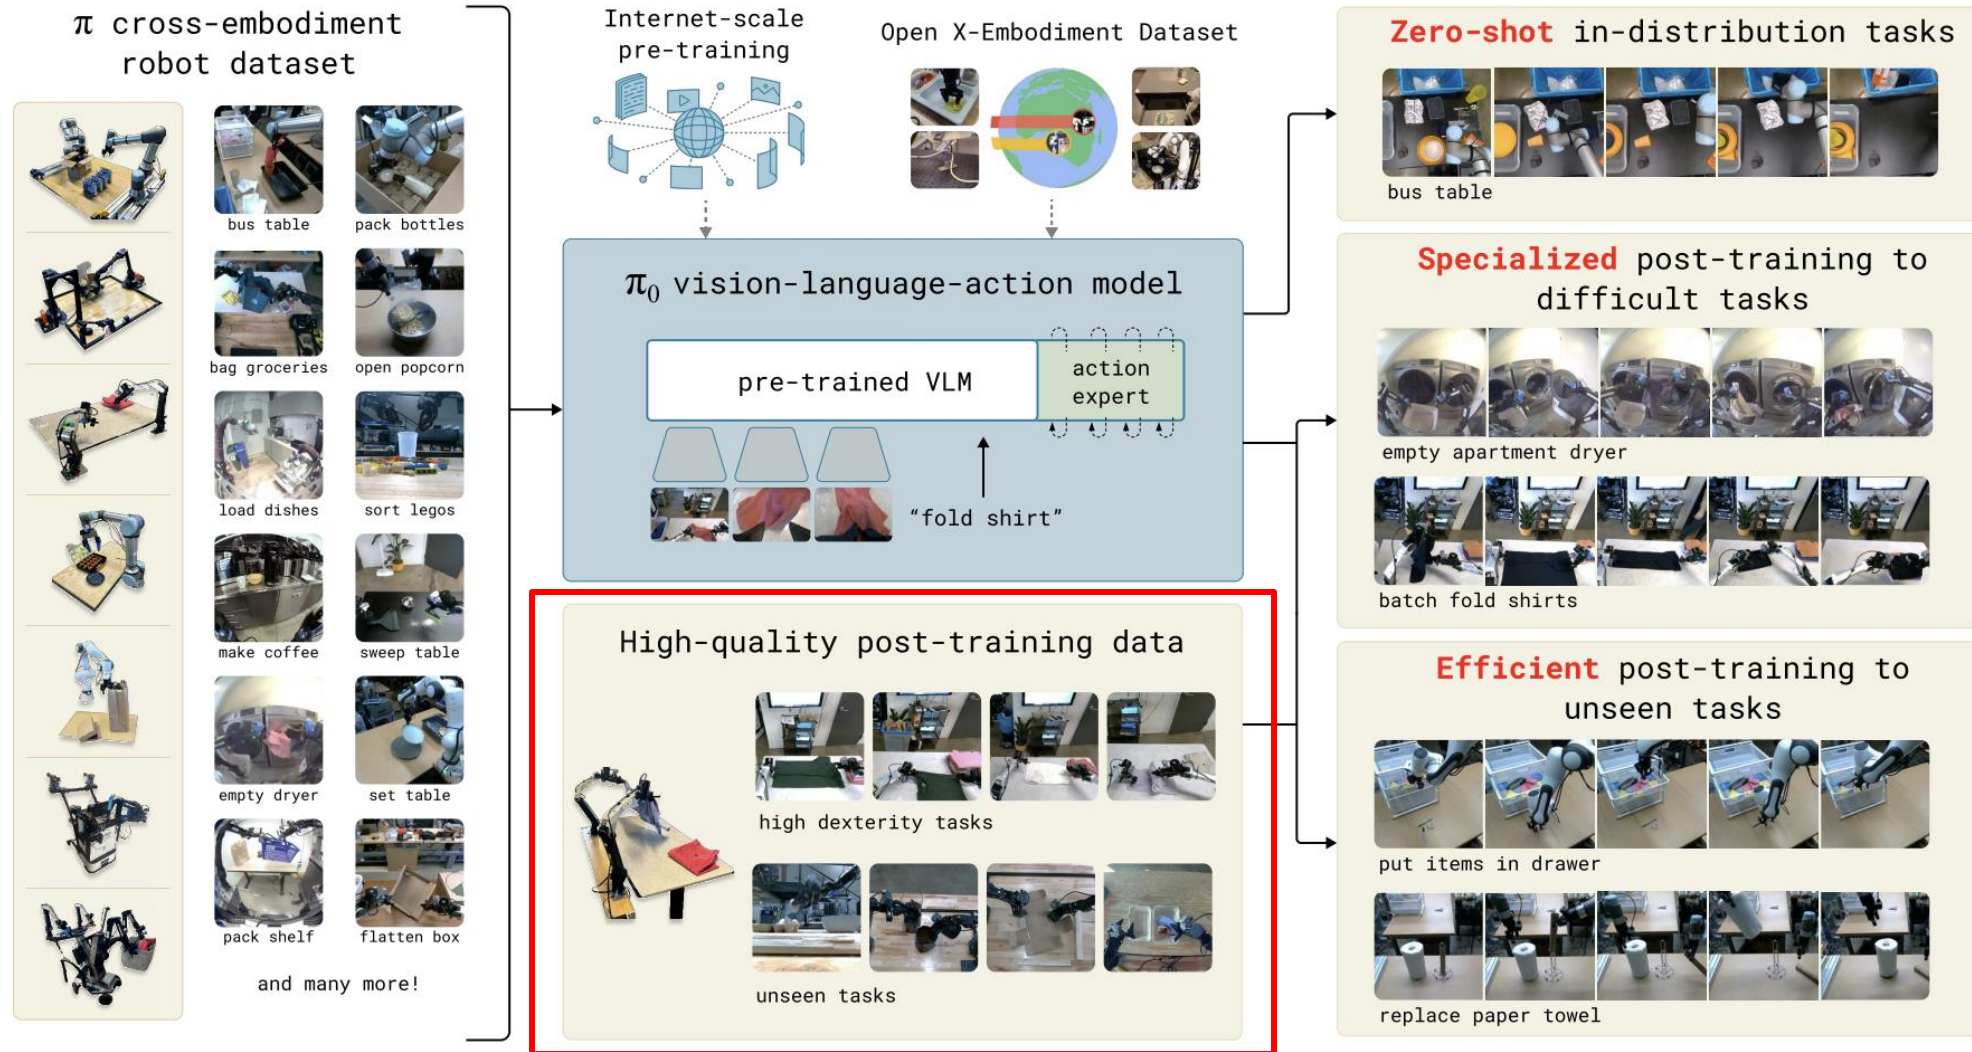 π cross-embodiment
robot dataset
bus table
pack bottles
bag groceries
open popcorn
load dishes
sort legos
make coffee
sweep table
empty dryer
set table
pack shelf
flatten box
and many more!
Internet-scale
pre-training
Open X-Embodiment Dataset
π₀ vision-language-action model
pre-trained VLM
action
expert
“fold shirt”
High-quality post-training data
high dexterity tasks
unseen tasks
Zero-shot in-distribution tasks
bus table
Specialized post-training to
difficult tasks
empty apartment dryer
batch fold shirts
Efficient post-training to
unseen tasks
put items in drawer
replace paper towel